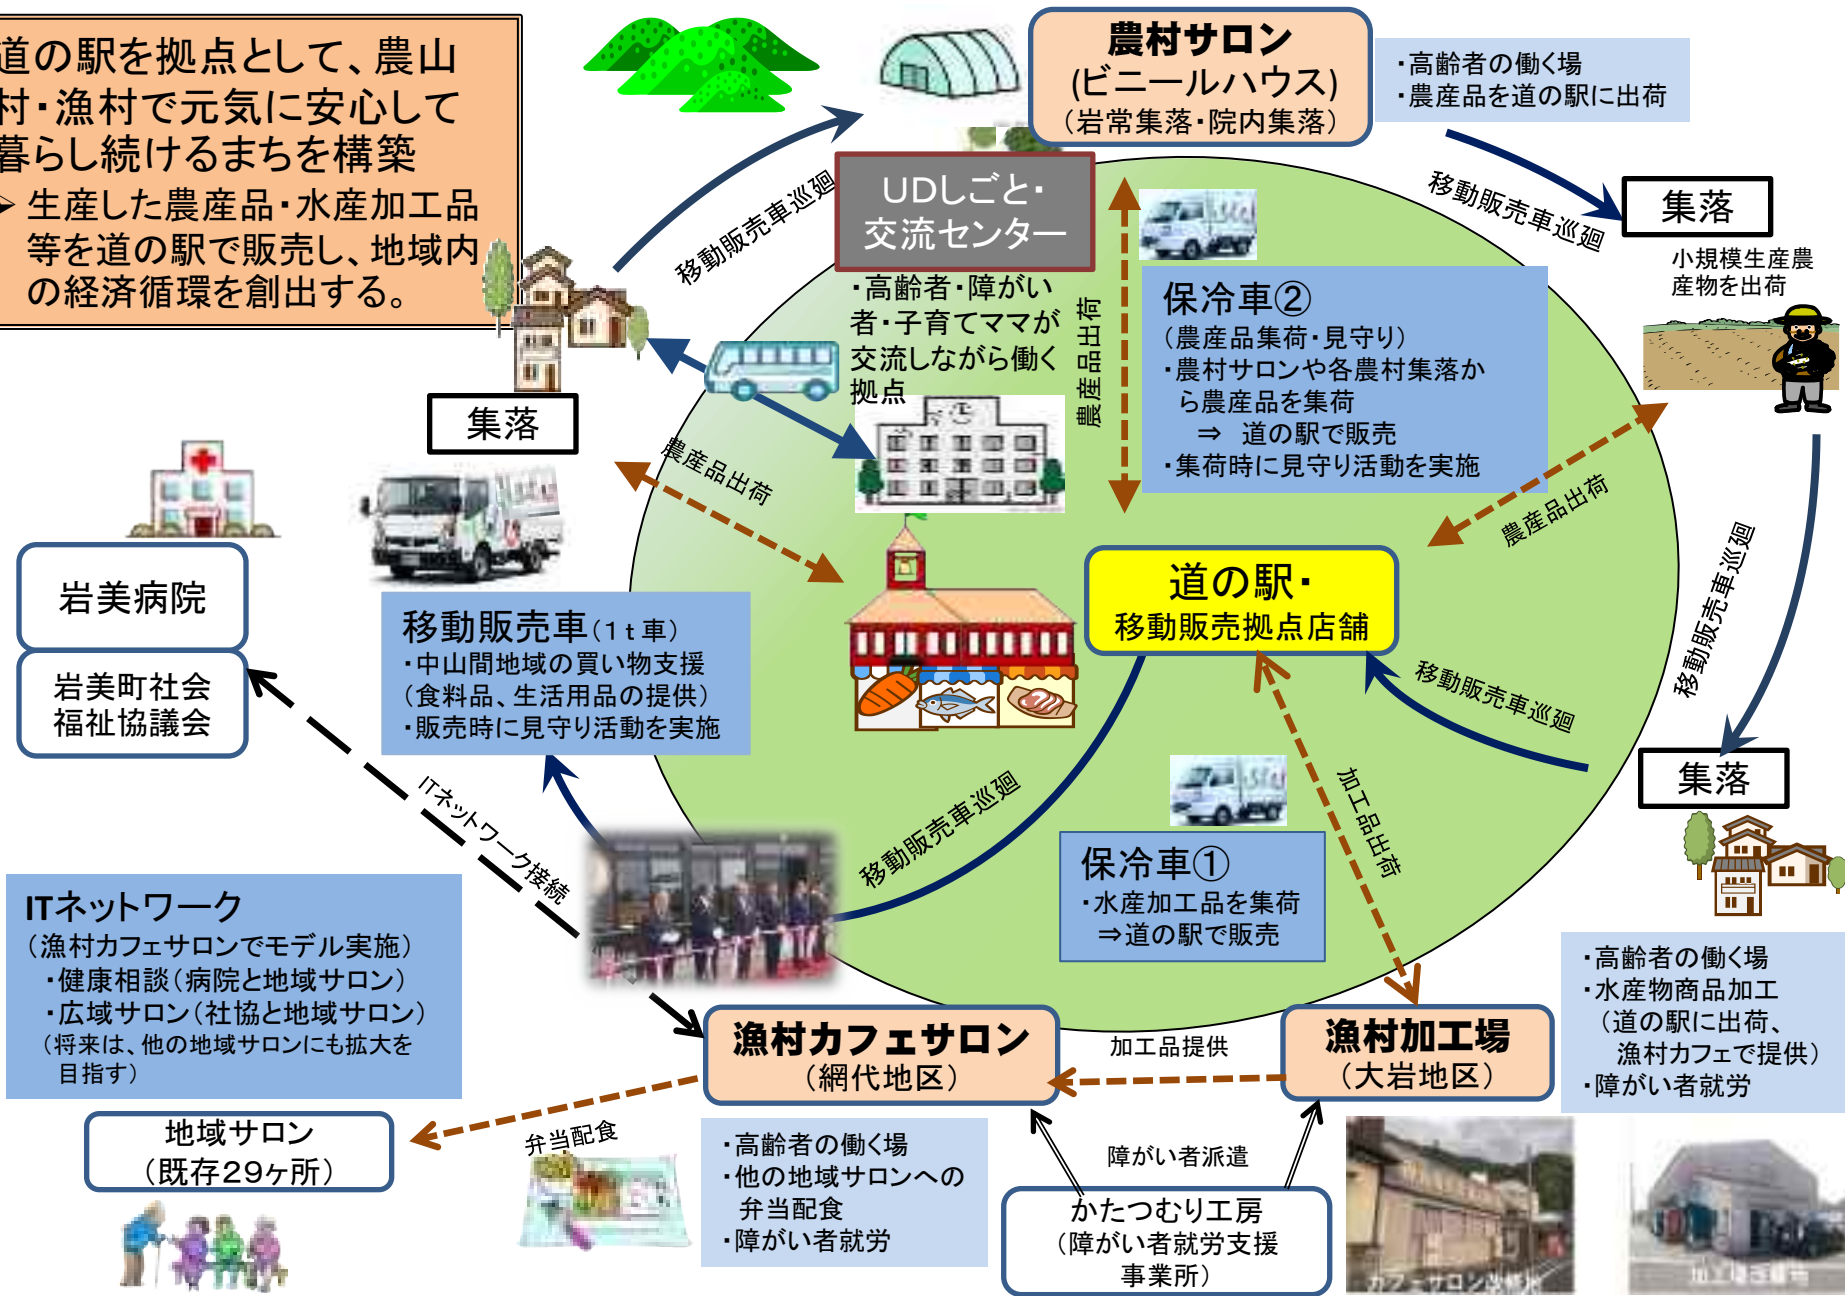 道の駅を拠点として、農山
村・漁村で元気に安心して
暮らし続けるまちを構築
➢ 生産した農産品・水産加工品
等を道の駅で販売し、地域内
の経済循環を創出する。
農村サロン
(ビニールハウス)
(岩常集落・院内集落)
・高齢者の働く場
・農産品を道の駅に出荷
移動販売車巡廻
UDしごと・
交流センター
・高齢者・障がい
者・子育てママが
交流しながら働く
拠点
農産品出荷
移動販売車巡廻
集落
小規模生産農
産物を出荷
保冷車②
(農産品集荷・見守り)
・農村サロンや各農村集落か
ら農産品を集荷
⇒ 道の駅で販売
・集荷時に見守り活動を実施
集落
農産品出荷
農産品出荷
移動販売車巡廻
岩美病院
岩美町社会
福祉協議会
移動販売車(1t車)
・中山間地域の買い物支援
(食料品、生活用品の提供)
・販売時に見守り活動を実施
道の駅・
移動販売拠点店舗
移動販売車巡廻
集落
ITネットワーク接続
移動販売車巡廻
加工品出荷
保冷車①
・水産加工品を集荷
⇒道の駅で販売
ITネットワーク
(漁村カフェサロンでモデル実施)
・健康相談(病院と地域サロン)
・広域サロン(社協と地域サロン)
(将来は、他の地域サロンにも拡大を
目指す)
・高齢者の働く場
・水産物商品加工
(道の駅に出荷、
漁村カフェで提供)
・障がい者就労
漁村カフェサロン
(網代地区)
加工品提供
漁村加工場
(大岩地区)
地域サロン
(既存29ヶ所)
弁当配食
・高齢者の働く場
・他の地域サロンへの
弁当配食
・障がい者就労
障がい者派遣
かたつむり工房
(障がい者就労支援
事業所)